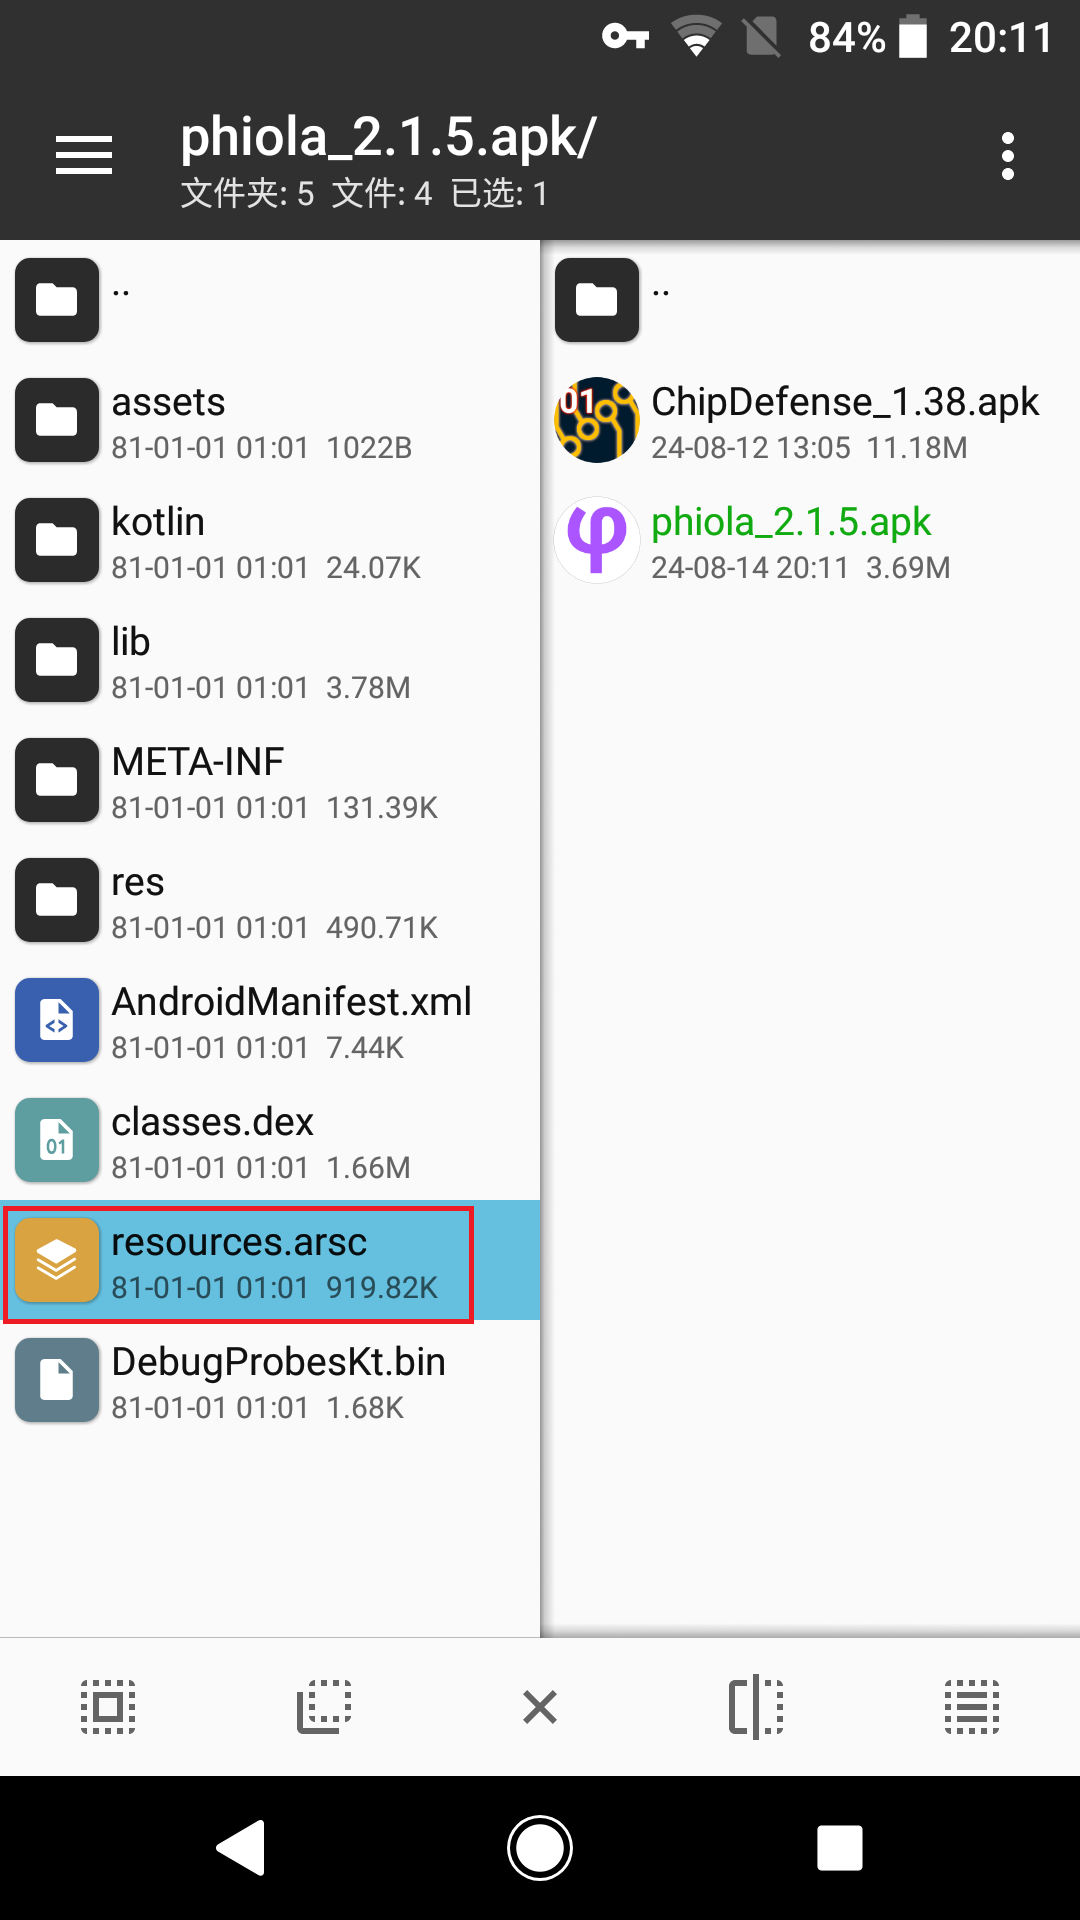 84% 20:11
phiola_2.1.5.apk/
文件夹: 5 文件: 4 已选: 1
..
assets
81-01-01 01:01 1022B
kotlin
81-01-01 01:01 24.07K
lib
81-01-01 01:01 3.78M
META-INF
81-01-01 01:01 131.39K
res
81-01-01 01:01 490.71K
AndroidManifest.xml
81-01-01 01:01 7.44K
01
classes.dex
81-01-01 01:01 1.66M
resources.arsc
81-01-01 01:01 919.82K
DebugProbesKt.bin
81-01-01 01:01 1.68K
..
01
ChipDefense_1.38.apk
24-08-12 13:05 11.18M
φ
phiola_2.1.5.apk
24-08-14 20:11 3.69M